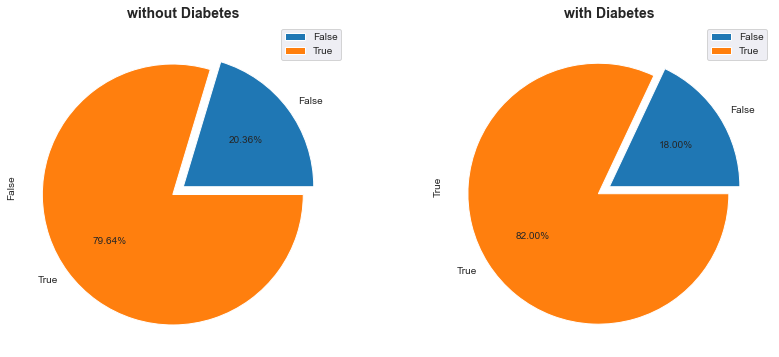 without Diabetes
False
True
False
20.36%
False
79.64%
True
with Diabetes
False
True
False
18.00%
True
82.00%
True